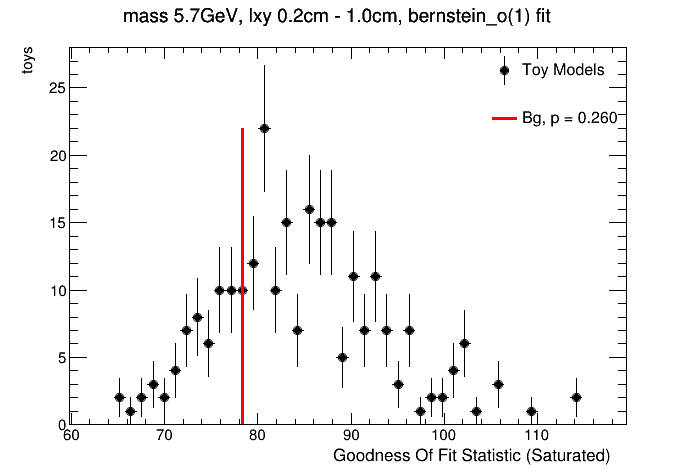 mass 5.7GeV, lxy 0.2cm - 1.0cm, bernstein_o(1) fit
toys
Toy Models
Bg, p = 0.260
25
20
15
10
5
0
60 70 80 90 100 110
Goodness Of Fit Statistic (Saturated)